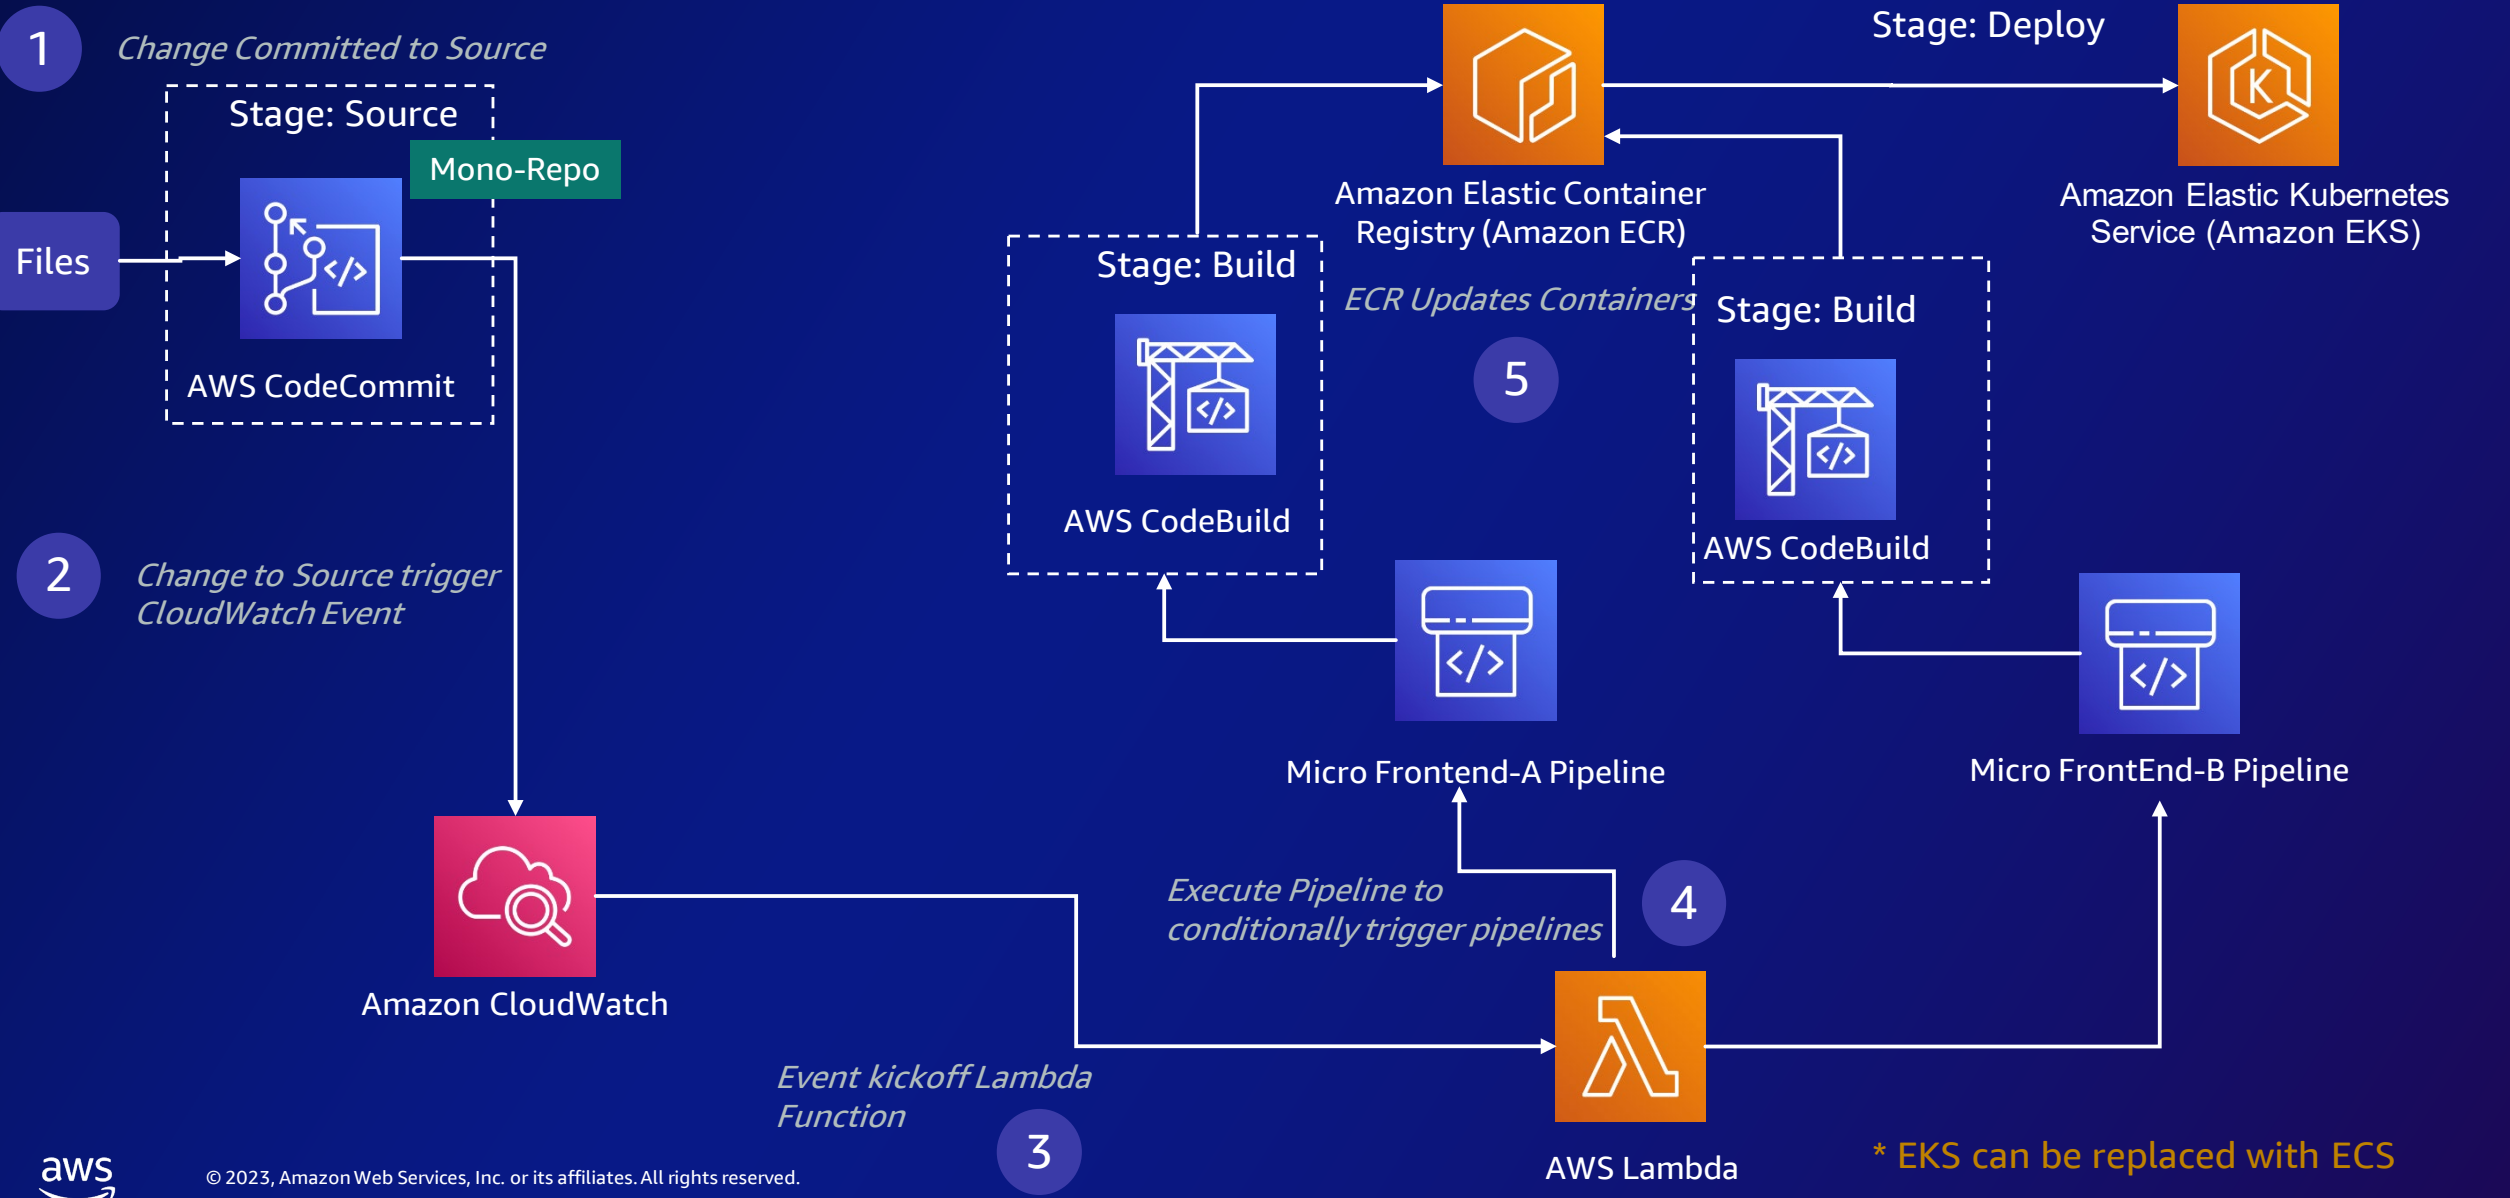 1
Change Committed to Source
Stage: Source
Mono-Repo
Files
AWS CodeCommit
2
Change to Source trigger
CloudWatch Event
Amazon CloudWatch
Event kickoff Lambda
Function
3
Execute Pipeline to
conditionally trigger pipelines
4
AWS Lambda
Micro Frontend-A Pipeline
Micro FrontEnd-B Pipeline
Stage: Build
</>
AWS CodeBuild
Stage: Build
</>
AWS CodeBuild
ECR Updates Containers
5
Amazon Elastic Container
Registry (Amazon ECR)
Stage: Deploy
K
Amazon Elastic Kubernetes
Service (Amazon EKS)
* EKS can be replaced with ECS
aws
© 2023, Amazon Web Services, Inc. or its affiliates. All rights reserved.